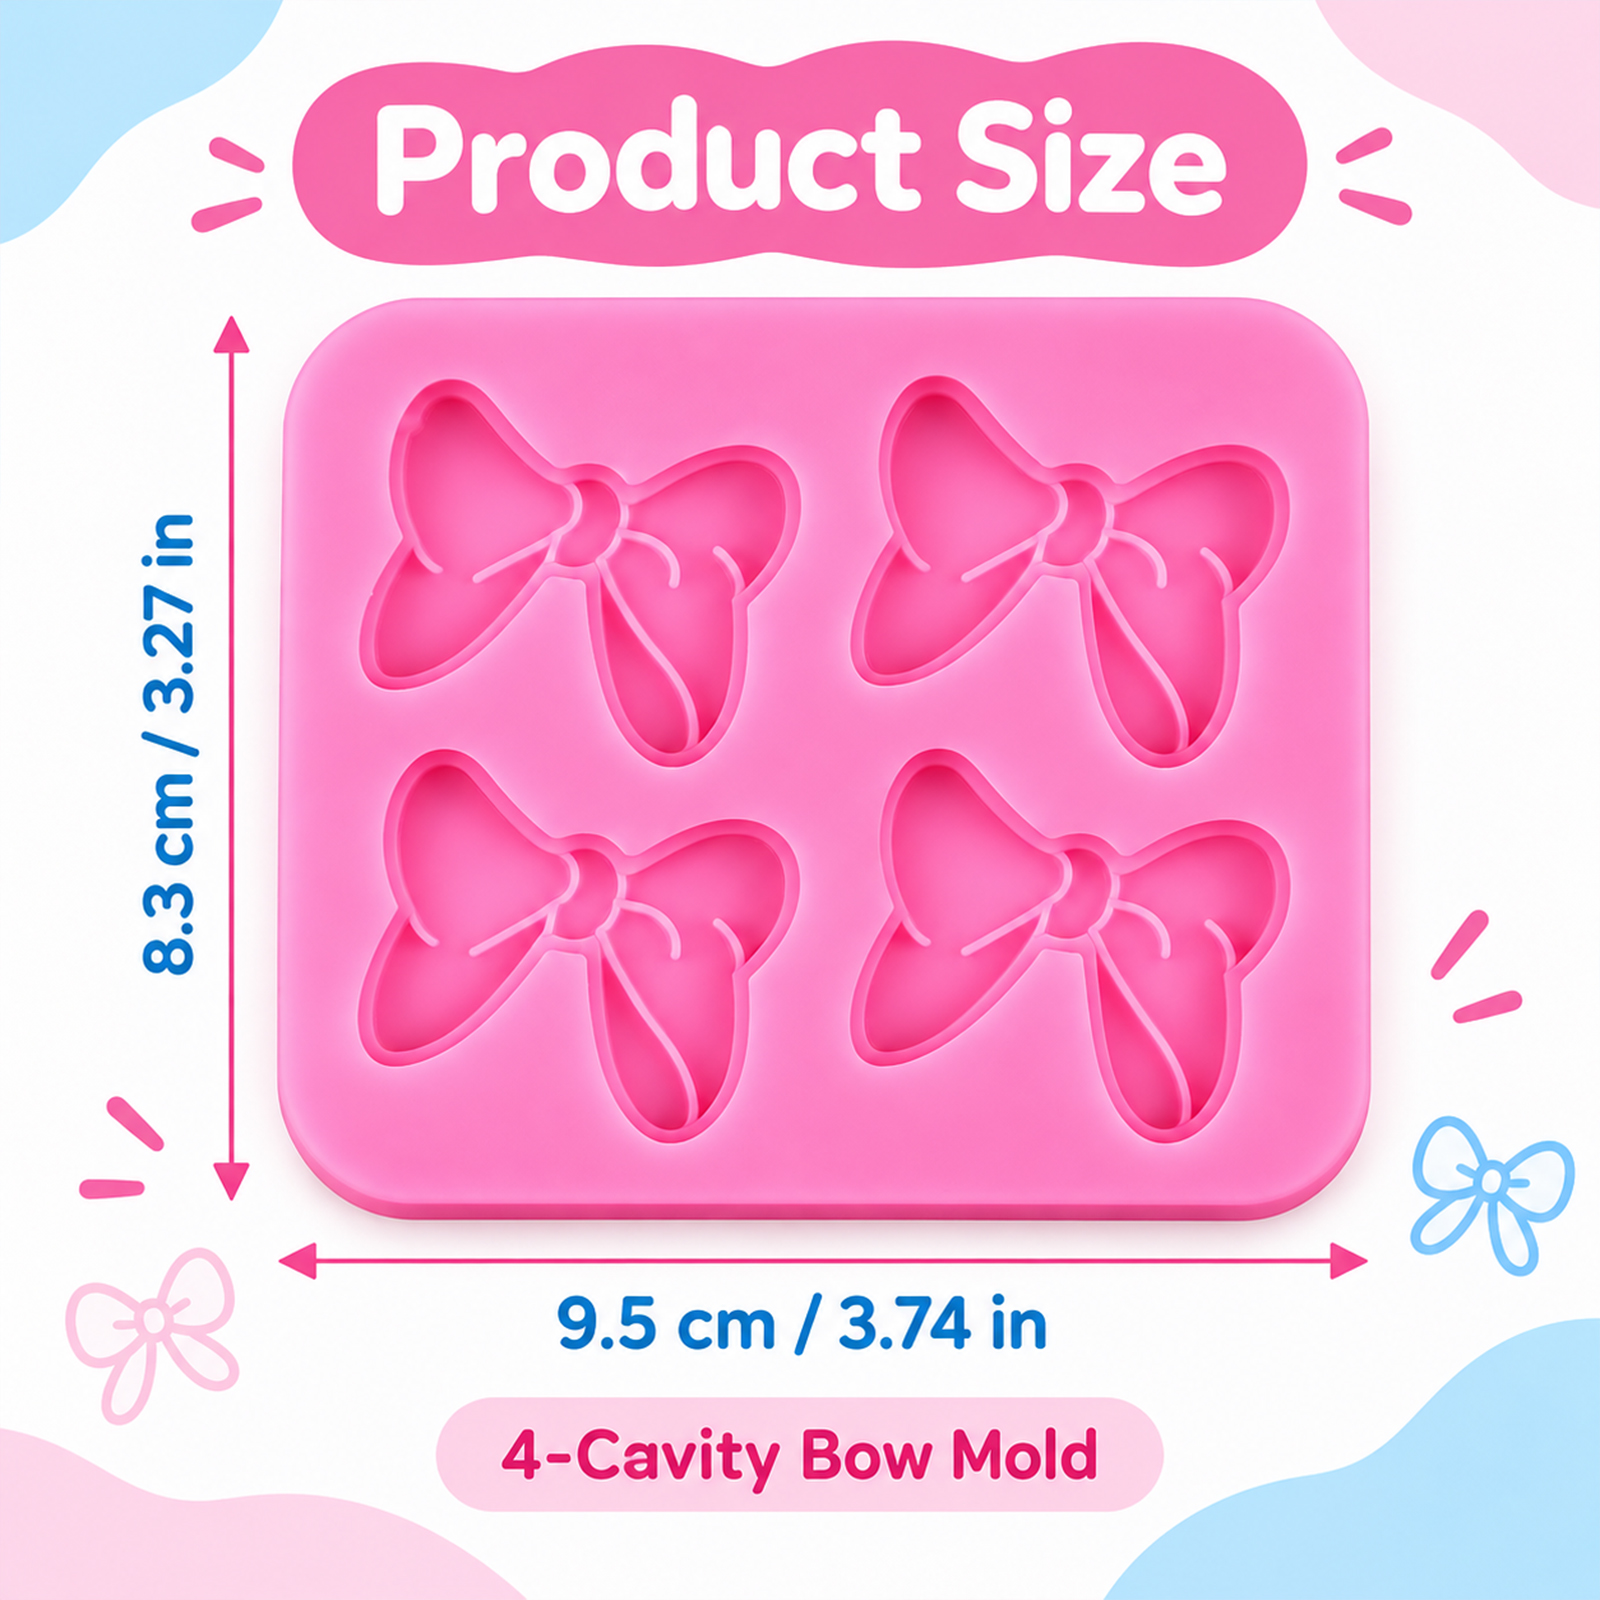 Product Size
8.3 cm / 3.27 in
9.5 cm / 3.74 in
4-Cavity Bow Mold